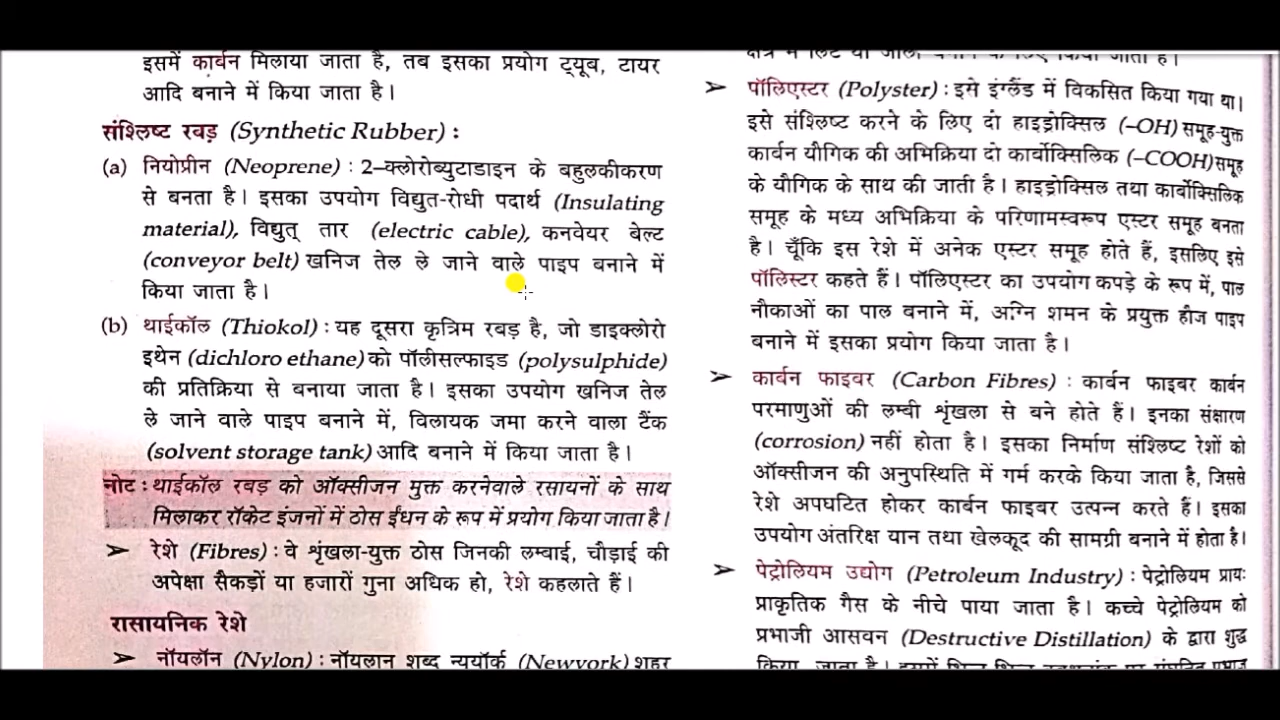 इसमें कार्बन मिलाया जाता है, तब इसका प्रयोग ट्यूब, टायर
आदि बनाने में किया जाता है।
संश्लिष्ट रबड़ (Synthetic Rubber) :
(a) नियोप्रीन (Neoprene) : 2–क्लोरोब्युटाडाइन के बहुलकीकरण
से बनता है। इसका उपयोग विद्युत-रोधी पदार्थ (Insulating
material), विद्युत् तार (electric cable), कनवेयर बेल्ट
(conveyor belt) खनिज तेल ले जाने वाले पाइप बनाने में
किया जाता है।
(b) थाईकॉल (Thiokol) : यह दूसरा कृत्रिम रबड़ है, जो डाइक्लोरो
इथेन (dichloro ethane) को पॉलीसल्फाइड (polysulphide)
की प्रतिक्रिया से बनाया जाता है। इसका उपयोग खनिज तेल
ले जाने वाले पाइप बनाने में, विलायक जमा करने वाला टैंक
(solvent storage tank) आदि बनाने में किया जाता है।
नोट : थाईकॉल रबड़ को ऑक्सीजन मुक्त करनेवाले रसायनों के साथ
मिलाकर रॉकेट इंजनों में ठोस ईंधन के रूप में प्रयोग किया जाता है।
➢ रेशे (Fibres) : वे शृंखला-युक्त ठोस जिनकी लम्बाई, चौड़ाई की
अपेक्षा सैकड़ों या हजारों गुना अधिक हो, रेशे कहलाते हैं।
रासायनिक रेशे
➢ नॉयलॉन (Nylon) : नॉयलान शब्द न्यूयॉर्क (Newyork) शहर
➢ पॉलिएस्टर (Polyster) : इसे इंग्लैंड में विकसित किया गया था।
इसे संश्लिष्ट करने के लिए दो हाइड्रोक्सिल (–OH) समूह-युक्त
कार्बन यौगिक की अभिक्रिया दो कार्वोक्सिलिक (–COOH) समूह
के यौगिक के साथ की जाती है। हाइड्रोक्सिल तथा कार्वोक्सिलिक
समूह के मध्य अभिक्रिया के परिणामस्वरूप एस्टर समूह बनता
है। चूँकि इस रेशे में अनेक एस्टर समूह होते हैं, इसलिए इसे
पॉलिस्टर कहते हैं। पॉलिएस्टर का उपयोग कपड़े के रूप में, पाल
नौकाओं का पाल बनाने में, अग्नि शमन के प्रयुक्त हौज पाइप
बनाने में इसका प्रयोग किया जाता है।
➢ कार्बन फाइबर (Carbon Fibres) : कार्बन फाइबर कार्बन
परमाणुओं की लम्बी शृंखला से बने होते हैं। इनका संक्षारण
(corrosion) नहीं होता है। इसका निर्माण संश्लिष्ट रेशों को
ऑक्सीजन की अनुपस्थिति में गर्म करके किया जाता है, जिससे
रेशे अपघटित होकर कार्बन फाइबर उत्पन्न करते हैं। इसका
उपयोग अंतरिक्ष यान तथा खेलकूद की सामग्री बनाने में होता है।
➢ पेट्रोलियम उद्योग (Petroleum Industry) : पेट्रोलियम प्रायः
प्राकृतिक गैस के नीचे पाया जाता है। कच्चे पेट्रोलियम को
प्रभाजी आसवन (Destructive Distillation) के द्वारा शुद्ध
किया जाता है।